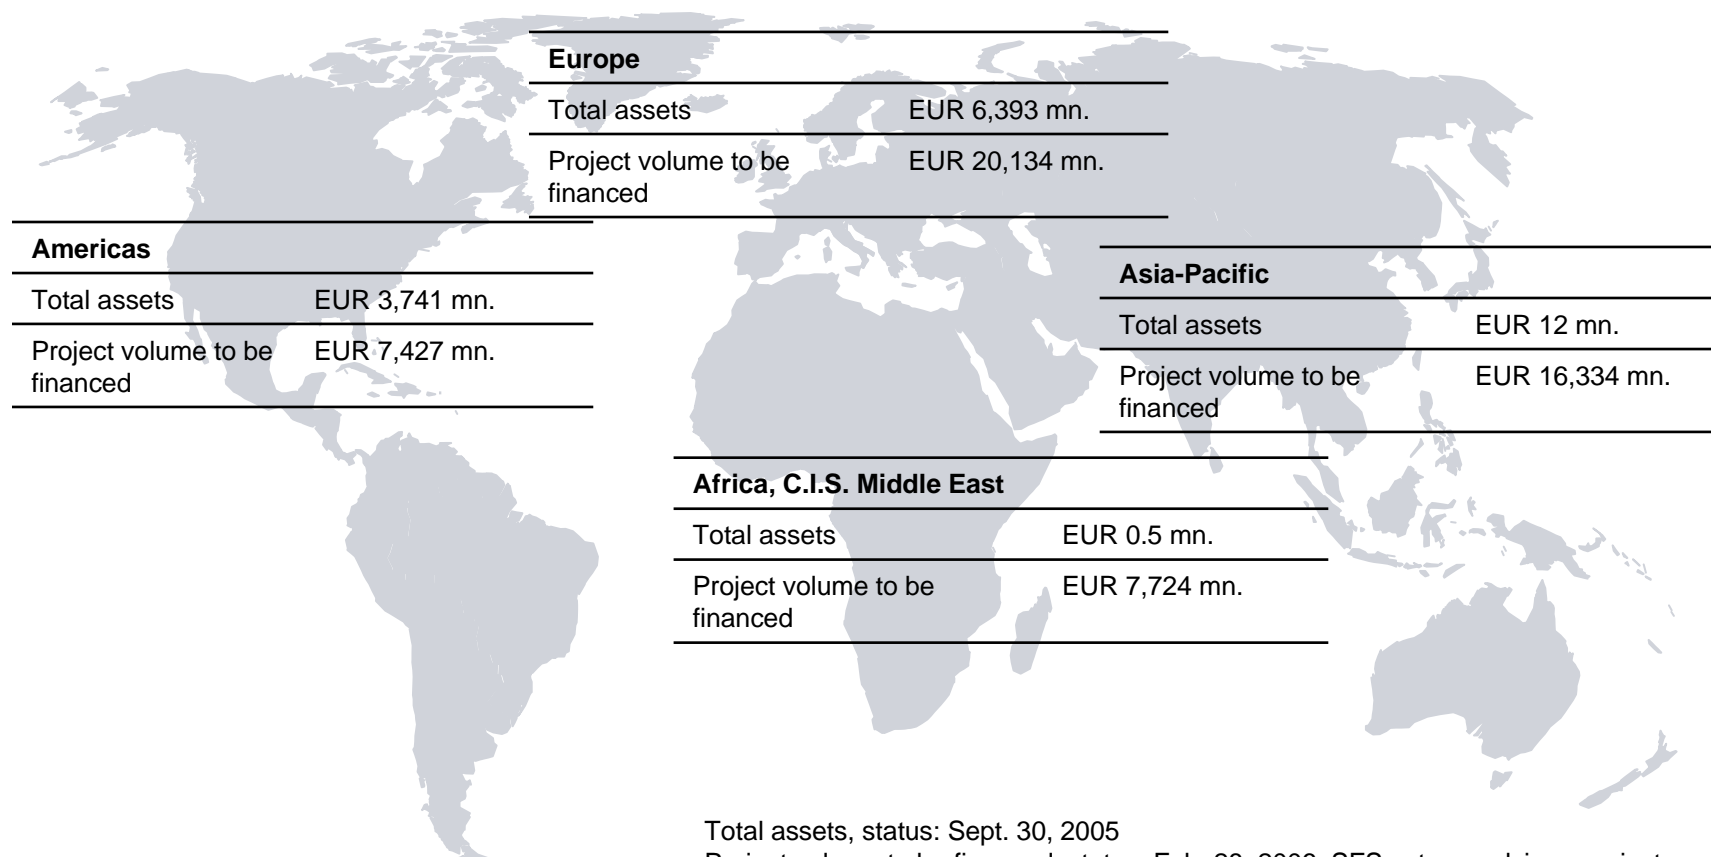 Europe
Total assets EUR 6,393 mn.
Project volume to be EUR 20,134 mn.
financed
Americas
Total assets EUR 3,741 mn.
Project volume to be EUR 7,427 mn.
financed
Asia-Pacific
Total assets EUR 12 mn.
Project volume to be EUR 16,334 mn.
financed
Africa, C.I.S. Middle East
Total assets EUR 0.5 mn.
Project volume to be EUR 7,724 mn.
financed
Total assets, status: Sept. 30, 2005